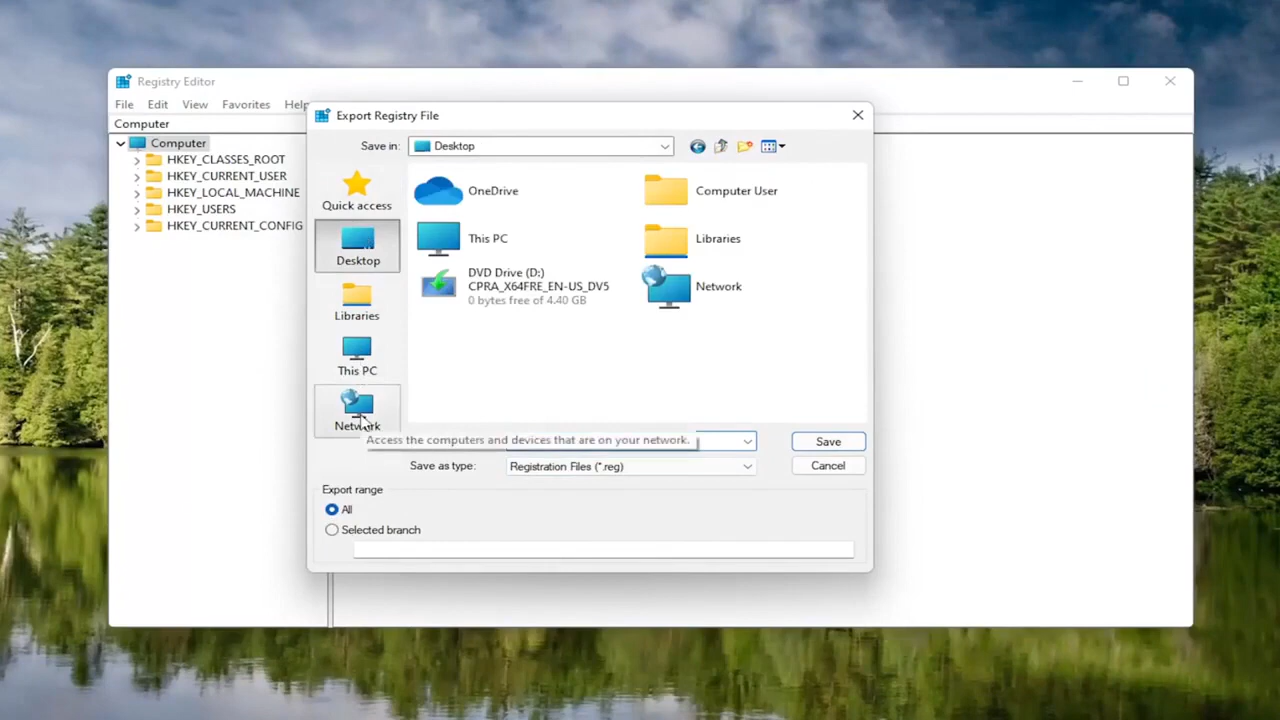 Registry Editor
File Edit View Favorites Help
Computer
Computer
HKEY_CLASSES_ROOT
HKEY_CURRENT_USER
HKEY_LOCAL_MACHINE
HKEY_USERS
HKEY_CURRENT_CONFIG
Export Registry File
Save in: Desktop
Quick access
Desktop
Libraries
This PC
Network
OneDrive
Computer User
This PC
Libraries
DVD Drive (D:)
CPRA_X64FRE_EN-US_DV5
0 bytes free of 4.40 GB
Network
Access the computers and devices that are on your network.
Save
Save as type: Registration Files (*.reg)
Cancel
Export range
All
Selected branch